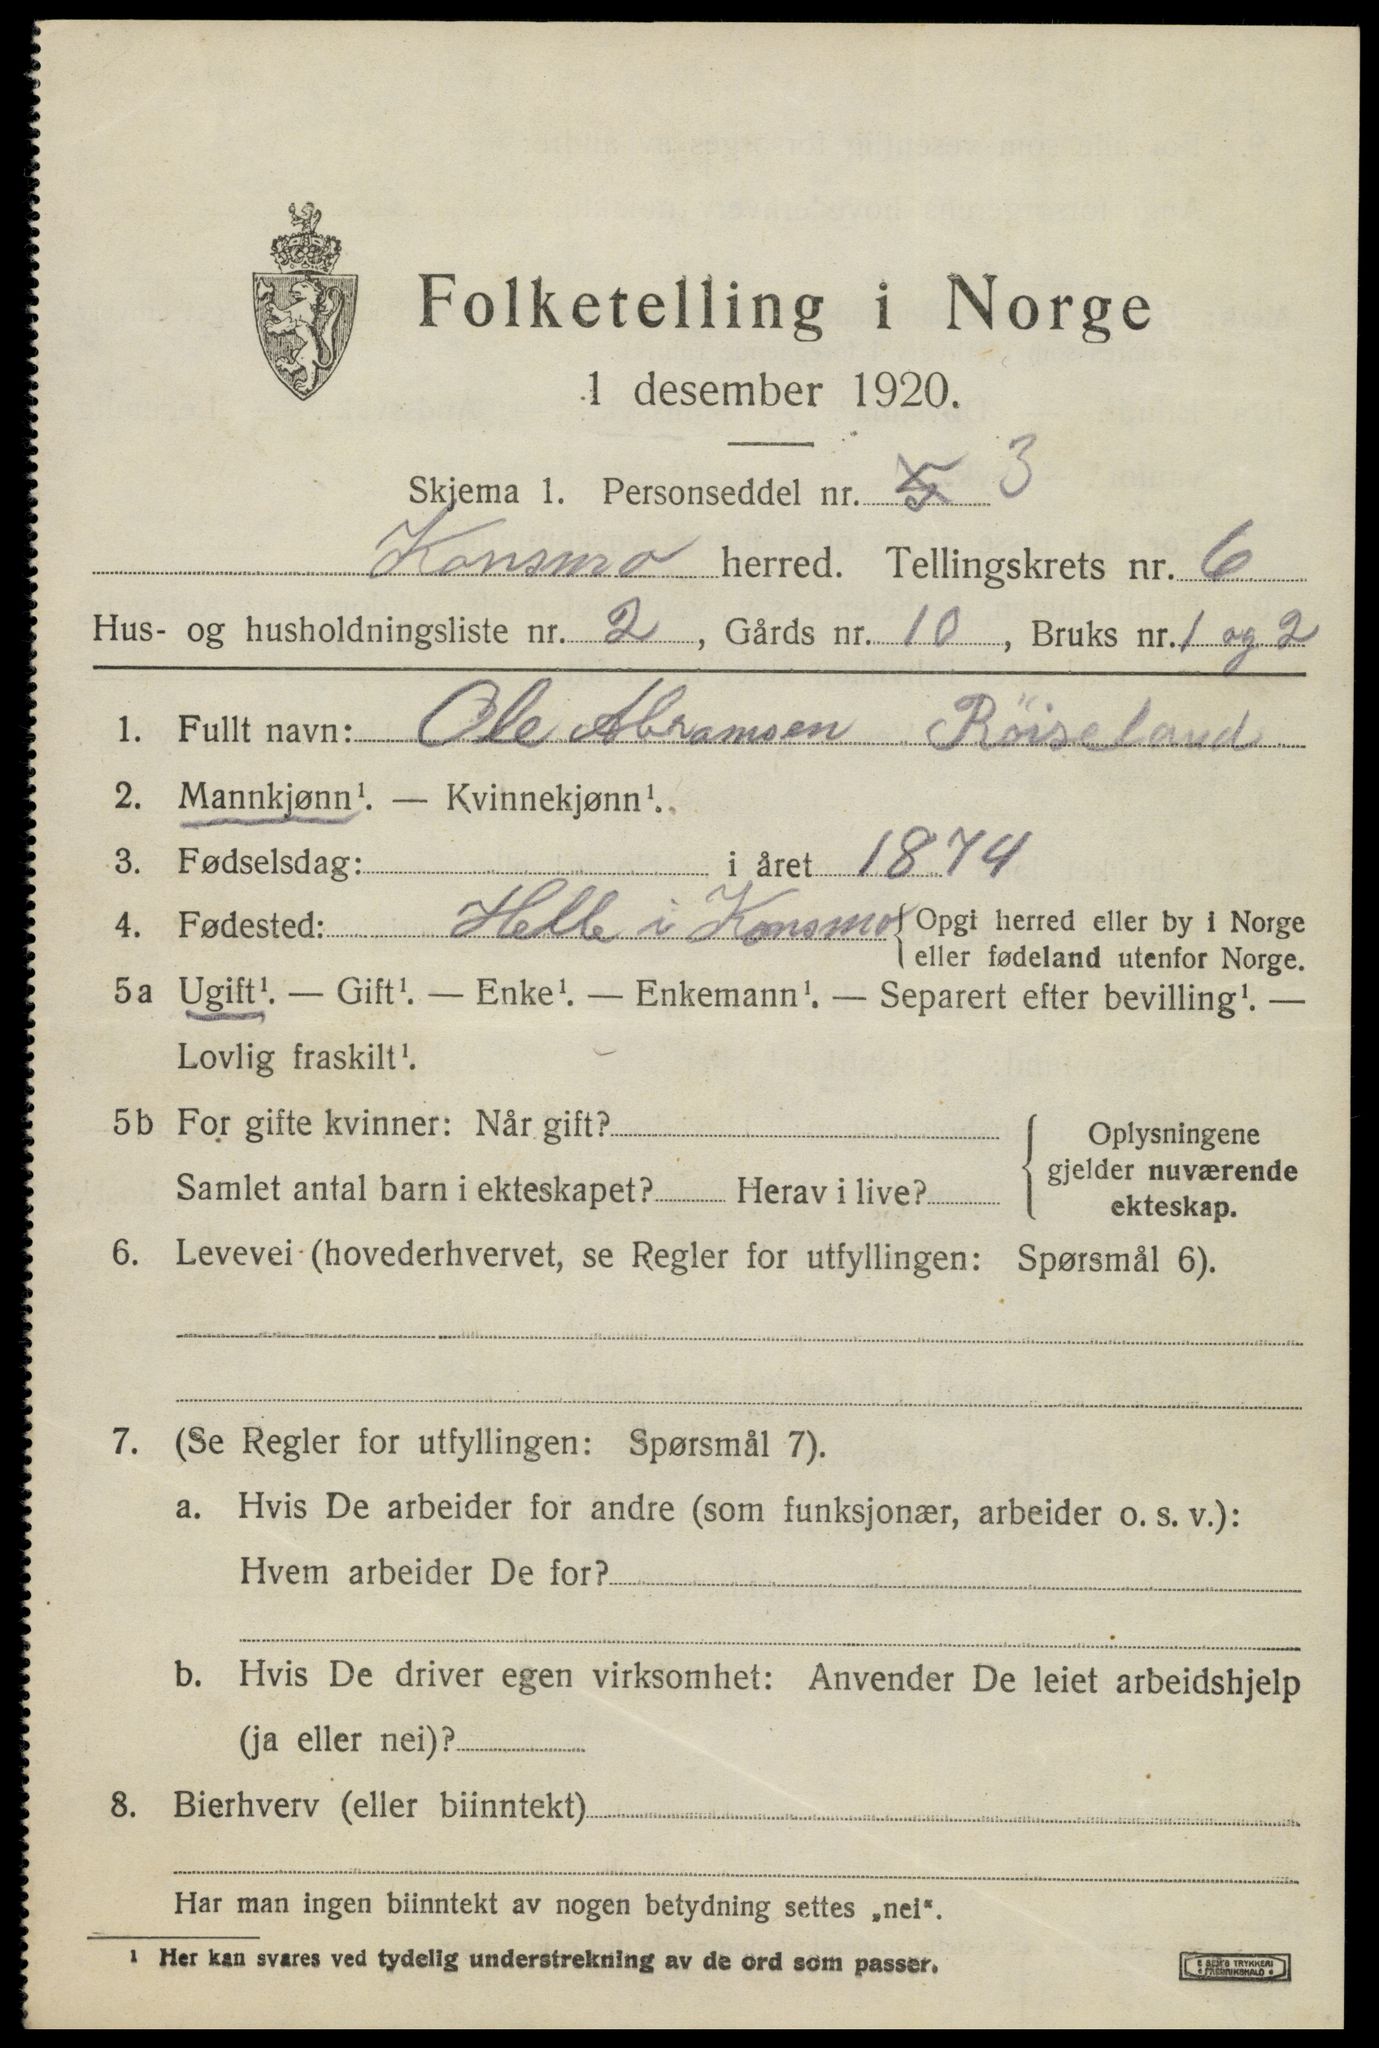 Folketelling i Norge
1 desember 1920.
Skjema 1. Personseddel nr. 5 3
Konsmo herred. Tellingskrets nr. 6
Hus- og husholdningsliste nr. 2, Gårds nr. 10, Bruks nr. 1 og 2
1. Fullt navn: Ole Abramsen Röiseland
2. Mannkjønn¹. — Kvinnekjønn¹.
3. Fødselsdag: i året 1874
4. Fødested: Helle i Konsmo { Opgi herred eller by i Norge
eller fødeland utenfor Norge.
5a Ugift¹. — Gift¹. — Enke¹. — Enkemann¹. — Separert efter bevilling¹. —
Lovlig fraskilt¹.
5b For gifte kvinner: Når gift?
Samlet antal barn i ekteskapet? Herav i live?
Oplysningene
gjelder nuværende
ekteskap.
6. Levevei (hovederhvervet, se Regler for utfyllingen: Spørsmål 6).
7. (Se Regler for utfyllingen: Spørsmål 7).
a. Hvis De arbeider for andre (som funksjonær, arbeider o. s. v.):
Hvem arbeider De for?
b. Hvis De driver egen virksomhet: Anvender De leiet arbeidshjelp
(ja eller nei)?
8. Bierhverv (eller biinntekt)
Har man ingen biinntekt av nogen betydning settes „nei“.
¹ Her kan svares ved tydelig understrekning av de ord som passer.
TRYKKERI
FREDRIKSHALD